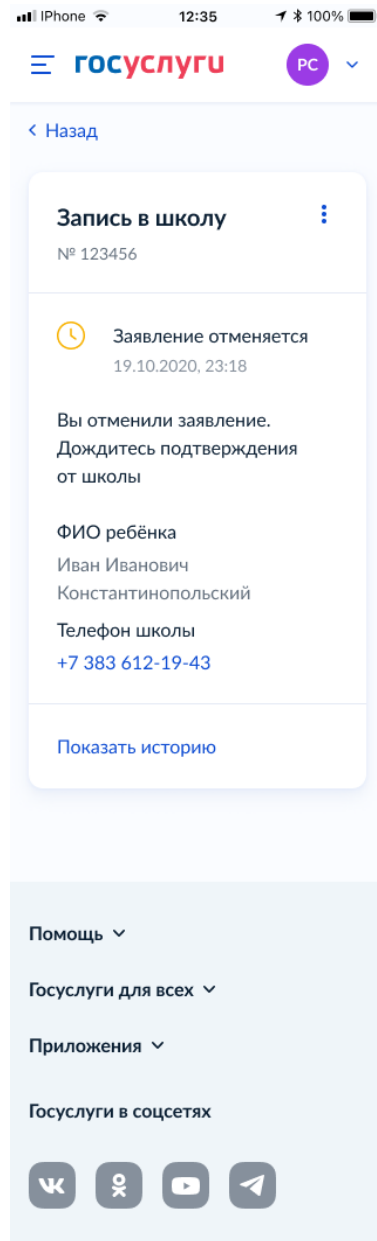 IPhone 12:35 100%
госуслуги РС
Назад
Запись в школу
№ 123456
Заявление отменяется
19.10.2020, 23:18
Вы отменили заявление.
Дождитесь подтверждения
от школы
ФИО ребёнка
Иван Иванович
Константинопольский
Телефон школы
+7 383 612-19-43
Показать историю
Помощь
Госуслуги для всех
Приложения
Госуслуги в соцсетях